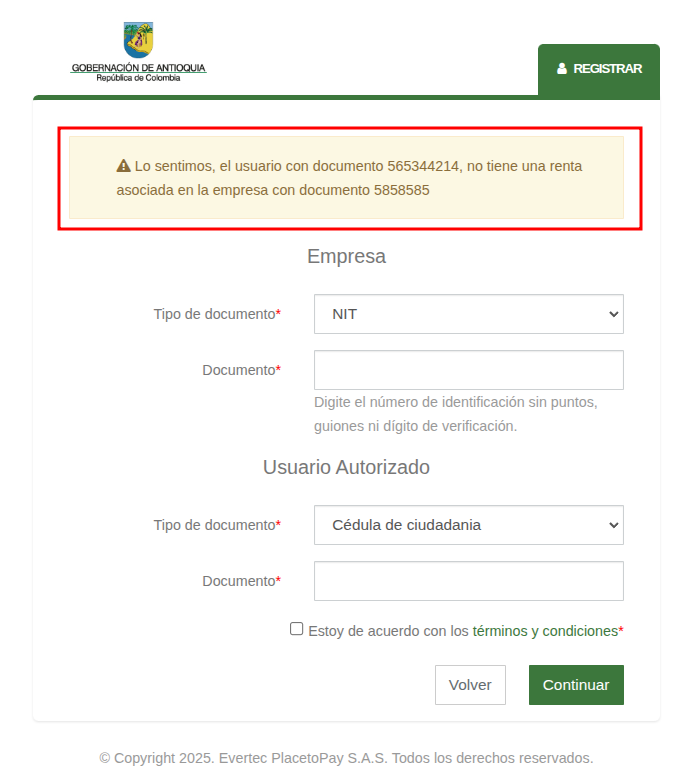 GOBERNACIÓN DE ANTIOQUIA
República de Colombia
REGISTRAR
Lo sentimos, el usuario con documento 565344214, no tiene una renta
asociada en la empresa con documento 5858585
Empresa
Tipo de documento*
NIT
Documento*
Digite el número de identificación sin puntos,
guiones ni dígito de verificación.
Usuario Autorizado
Tipo de documento*
Cédula de ciudadania
Documento*
Estoy de acuerdo con los términos y condiciones*
Volver
Continuar
© Copyright 2025. Evertec PlacetoPay S.A.S. Todos los derechos reservados.